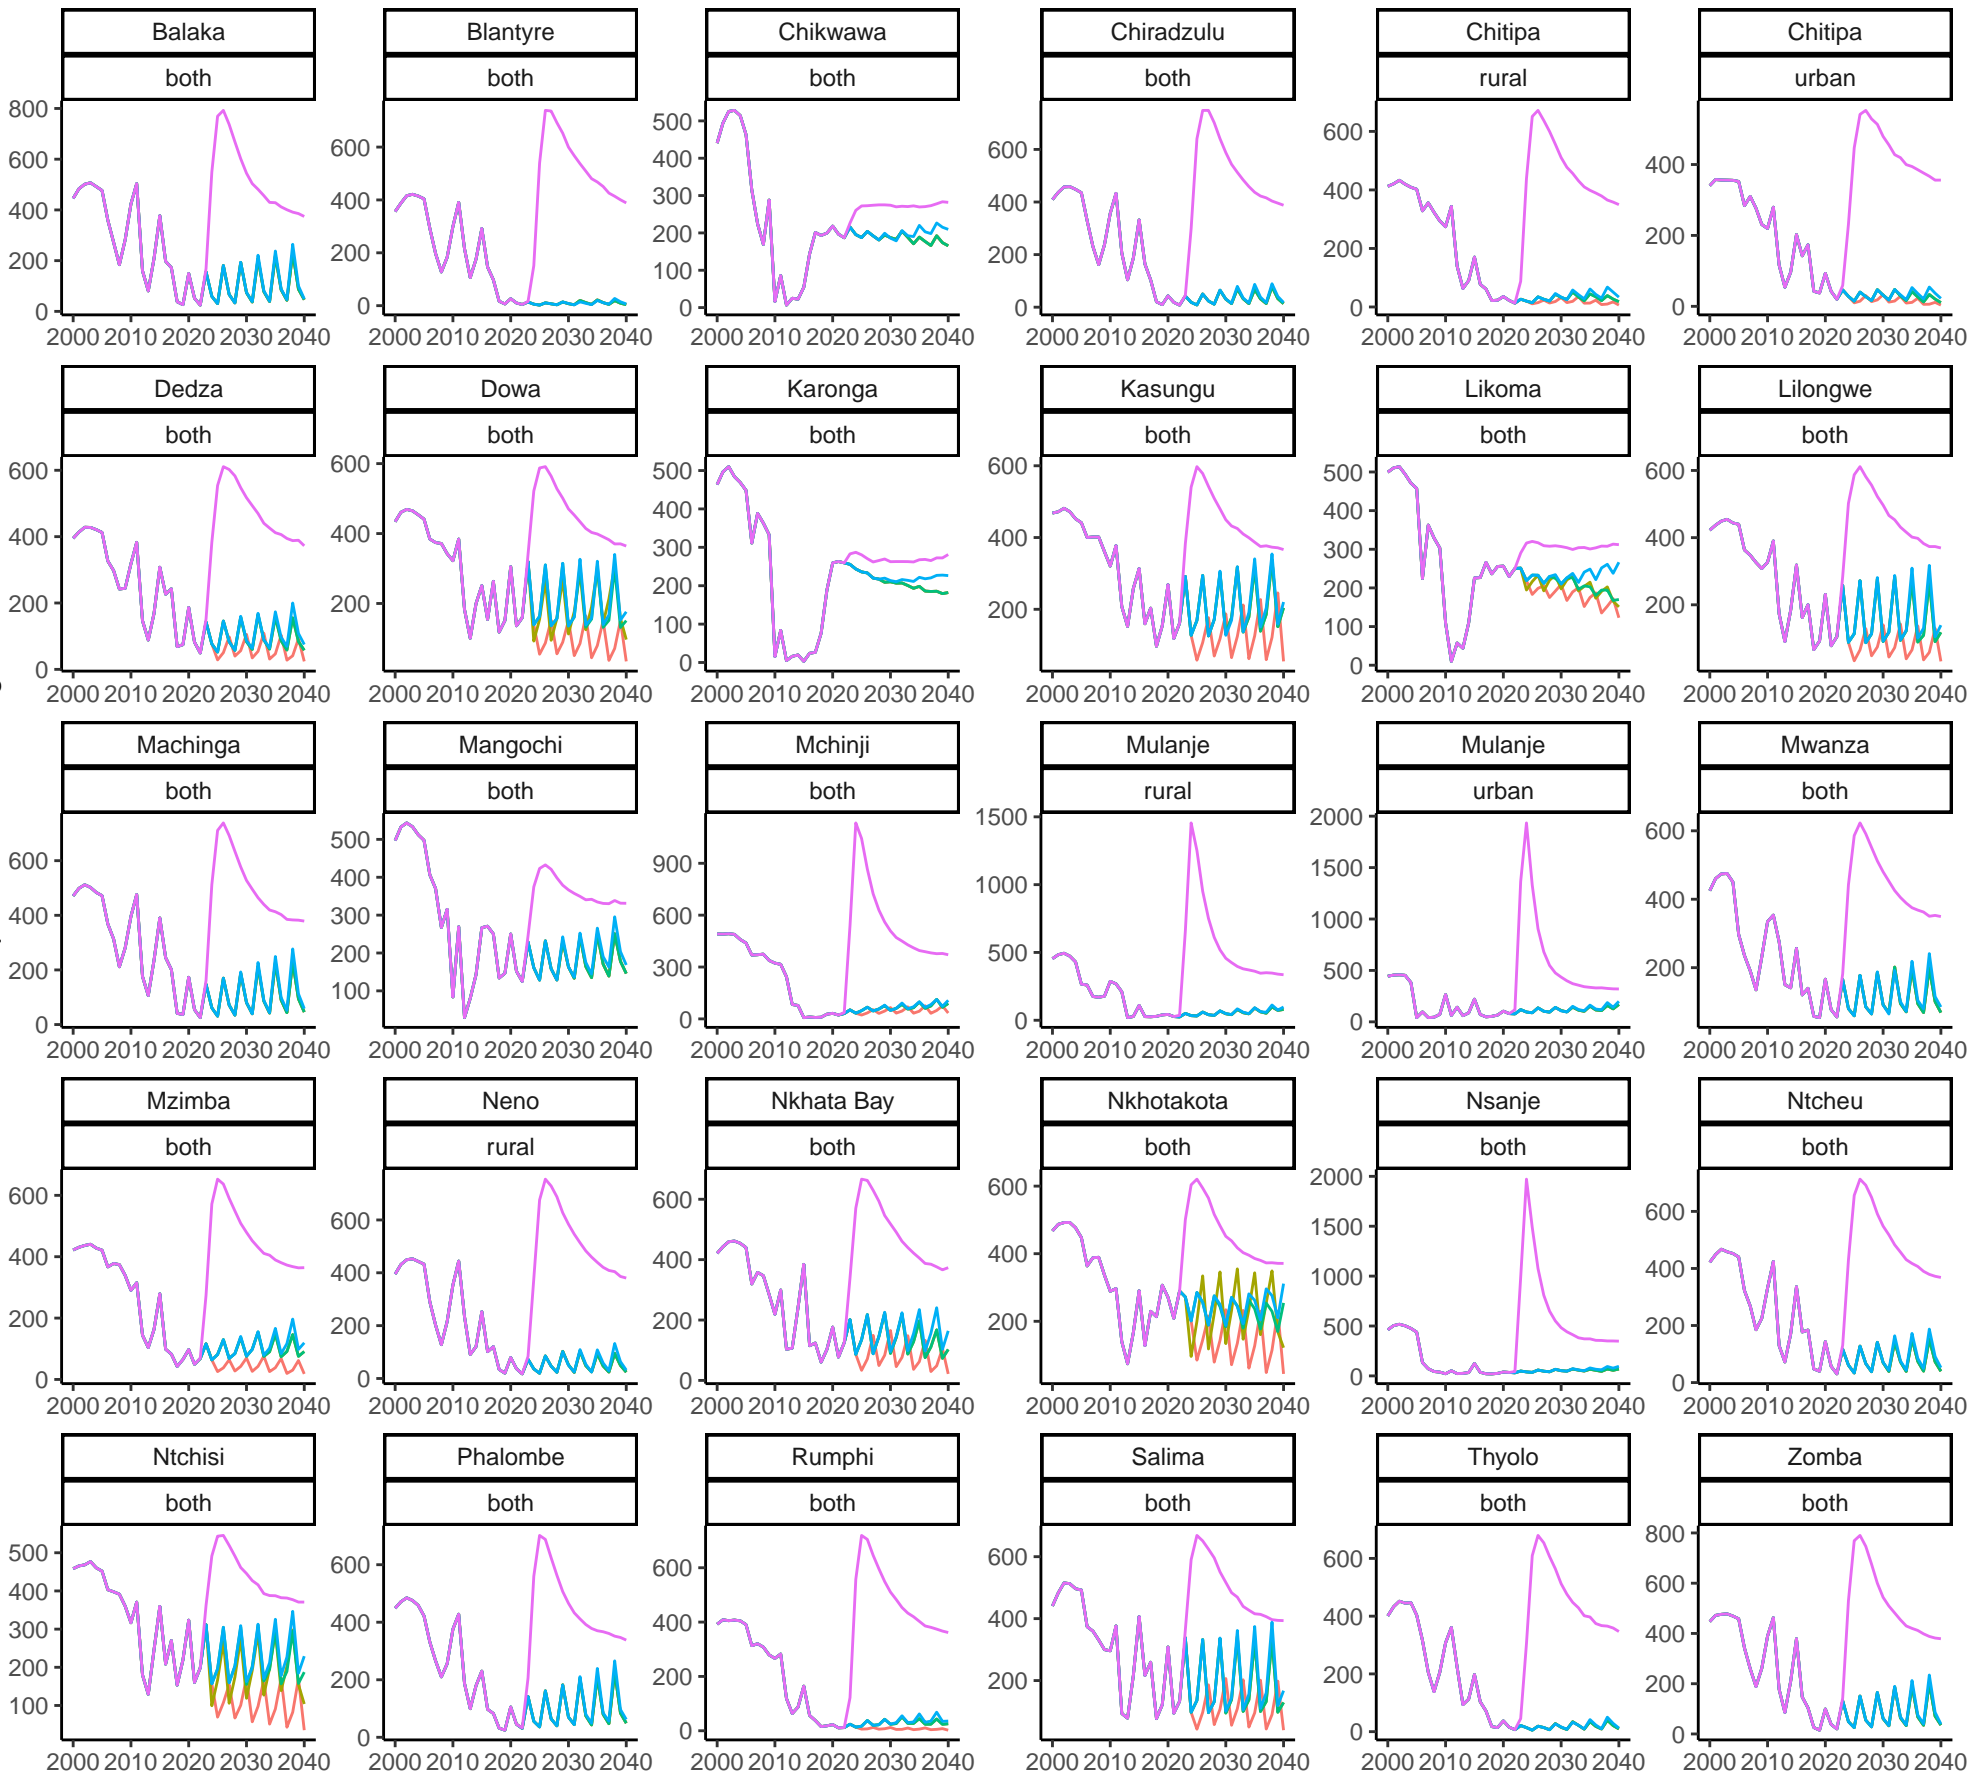 Balaka Blantyre Chikwawa Chiradzulu Chitipa Chitipa
both both both both rural urban
800 600 400 200 0
600 400 200 0
500 400 300 200 100 0
600 400 200 0
600 400 200 0
400 200 0
2000 2010 2020 2030 2040 2000 2010 2020 2030 2040 2000 2010 2020 2030 2040 2000 2010 2020 2030 2040 2000 2010 2020 2030 2040 2000 2010 2020 2030 2040
Dedza Dowa Karonga Kasungu Likoma Lilongwe
both both both both both both
600 400 200 0
600 400 200
500 400 300 200 100 0
600 400 200
500 400 300 200 100 0
600 400 200
2000 2010 2020 2030 2040 2000 2010 2020 2030 2040 2000 2010 2020 2030 2040 2000 2010 2020 2030 2040 2000 2010 2020 2030 2040 2000 2010 2020 2030 2040
Machinga Mangochi Mchinji Mulanje Mulanje Mwanza
both both both rural urban both
600 400 200 0
500 400 300 200 100
900 600 300 0
1500 1000 500 0
2000 1500 1000 500 0
600 400 200
2000 2010 2020 2030 2040 2000 2010 2020 2030 2040 2000 2010 2020 2030 2040 2000 2010 2020 2030 2040 2000 2010 2020 2030 2040 2000 2010 2020 2030 2040
Mzimba Neno Nkhata Bay Nkhotakota Nsanje Ntcheu
both rural both both both both
600 400 200 0
600 400 200 0
600 400 200 0
600 400 200
2000 1500 1000 500 0
600 400 200 0
2000 2010 2020 2030 2040 2000 2010 2020 2030 2040 2000 2010 2020 2030 2040 2000 2010 2020 2030 2040 2000 2010 2020 2030 2040 2000 2010 2020 2030 2040
Ntchisi Phalombe Rumphi Salima Thyolo Zomba
both both both both both both
500 400 300 200 100
600 400 200 0
600 400 200 0
600 400 200
600 400 200 0
800 600 400 200 0
2000 2010 2020 2030 2040 2000 2010 2020 2030 2040 2000 2010 2020 2030 2040 2000 2010 2020 2030 2040 2000 2010 2020 2030 2040 2000 2010 2020 2030 2040